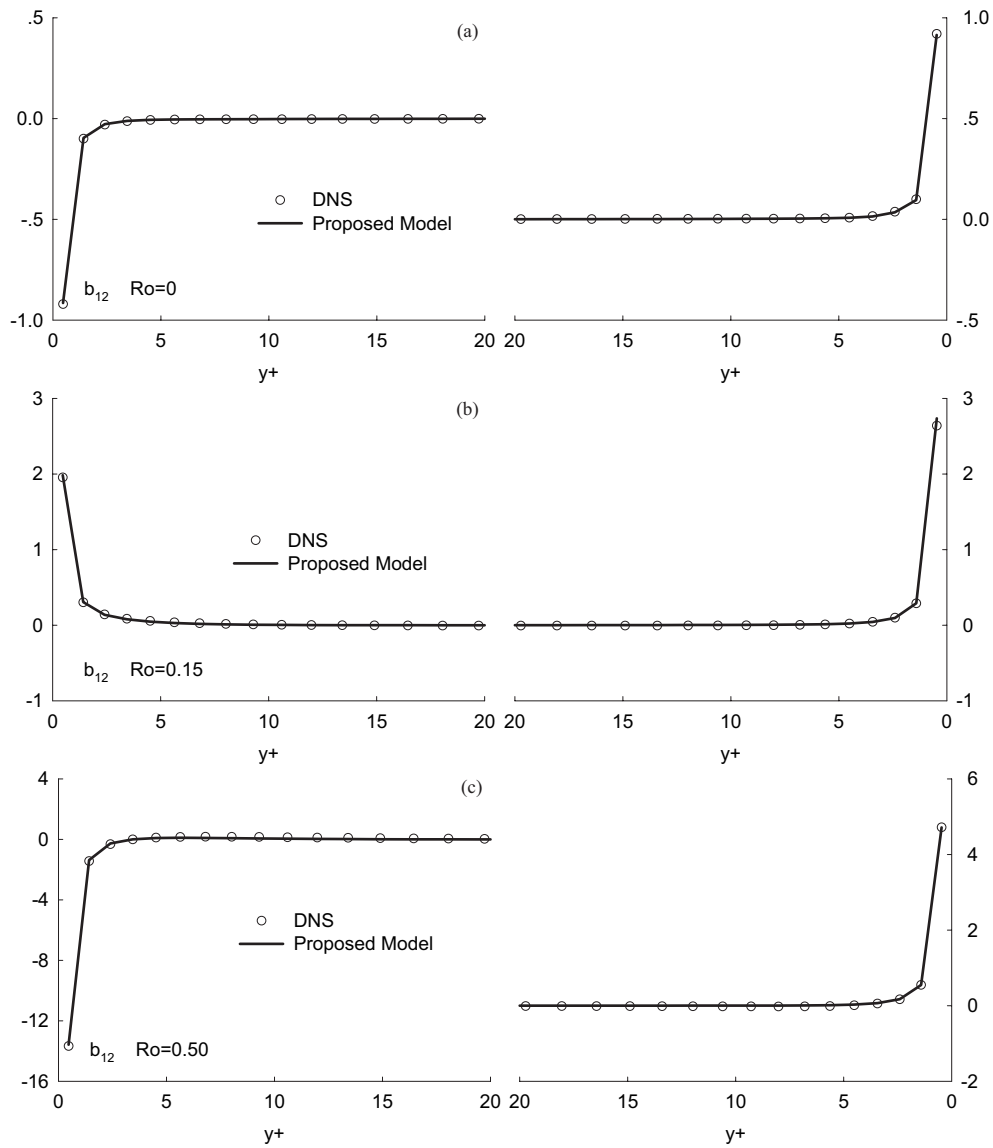 (a)
.5
0.0
-.5
-1.0
1.0
.5
0.0
-.5
DNS
Proposed Model
b12 Ro=0
0 5 10 15 20
20 15 10 5 0
y+
y+
(b)
3
2
1
0
-1
3
2
1
0
-1
DNS
Proposed Model
b12 Ro=0.15
0 5 10 15 20
20 15 10 5 0
y+
y+
(c)
4
0
-4
-8
-12
-16
6
4
2
0
-2
DNS
Proposed Model
b12 Ro=0.50
0 5 10 15 20
20 15 10 5 0
y+
y+